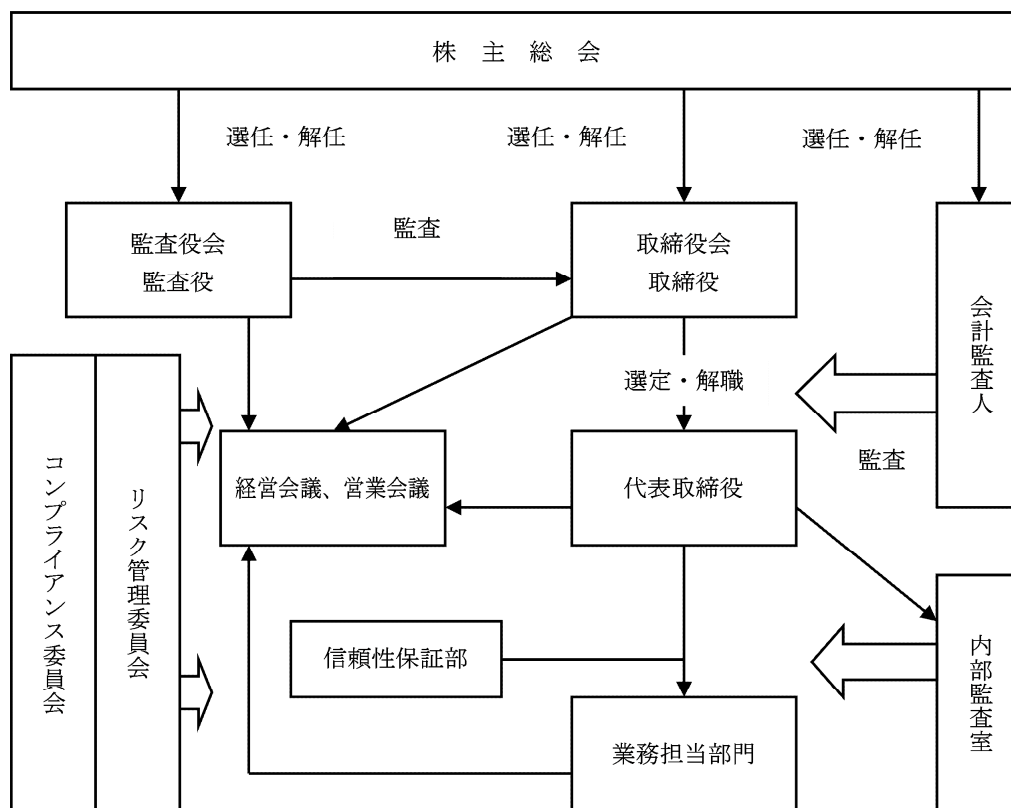 株主総会
選任・解任
選任・解任
選任・解任
監査役会
監査役
監査
取締役会
取締役
会計監査人
選定・解職
監査
コンプライアンス委員会
リスク管理委員会
経営会議、営業会議
代表取締役
信頼性保証部
内部監査室
業務担当部門